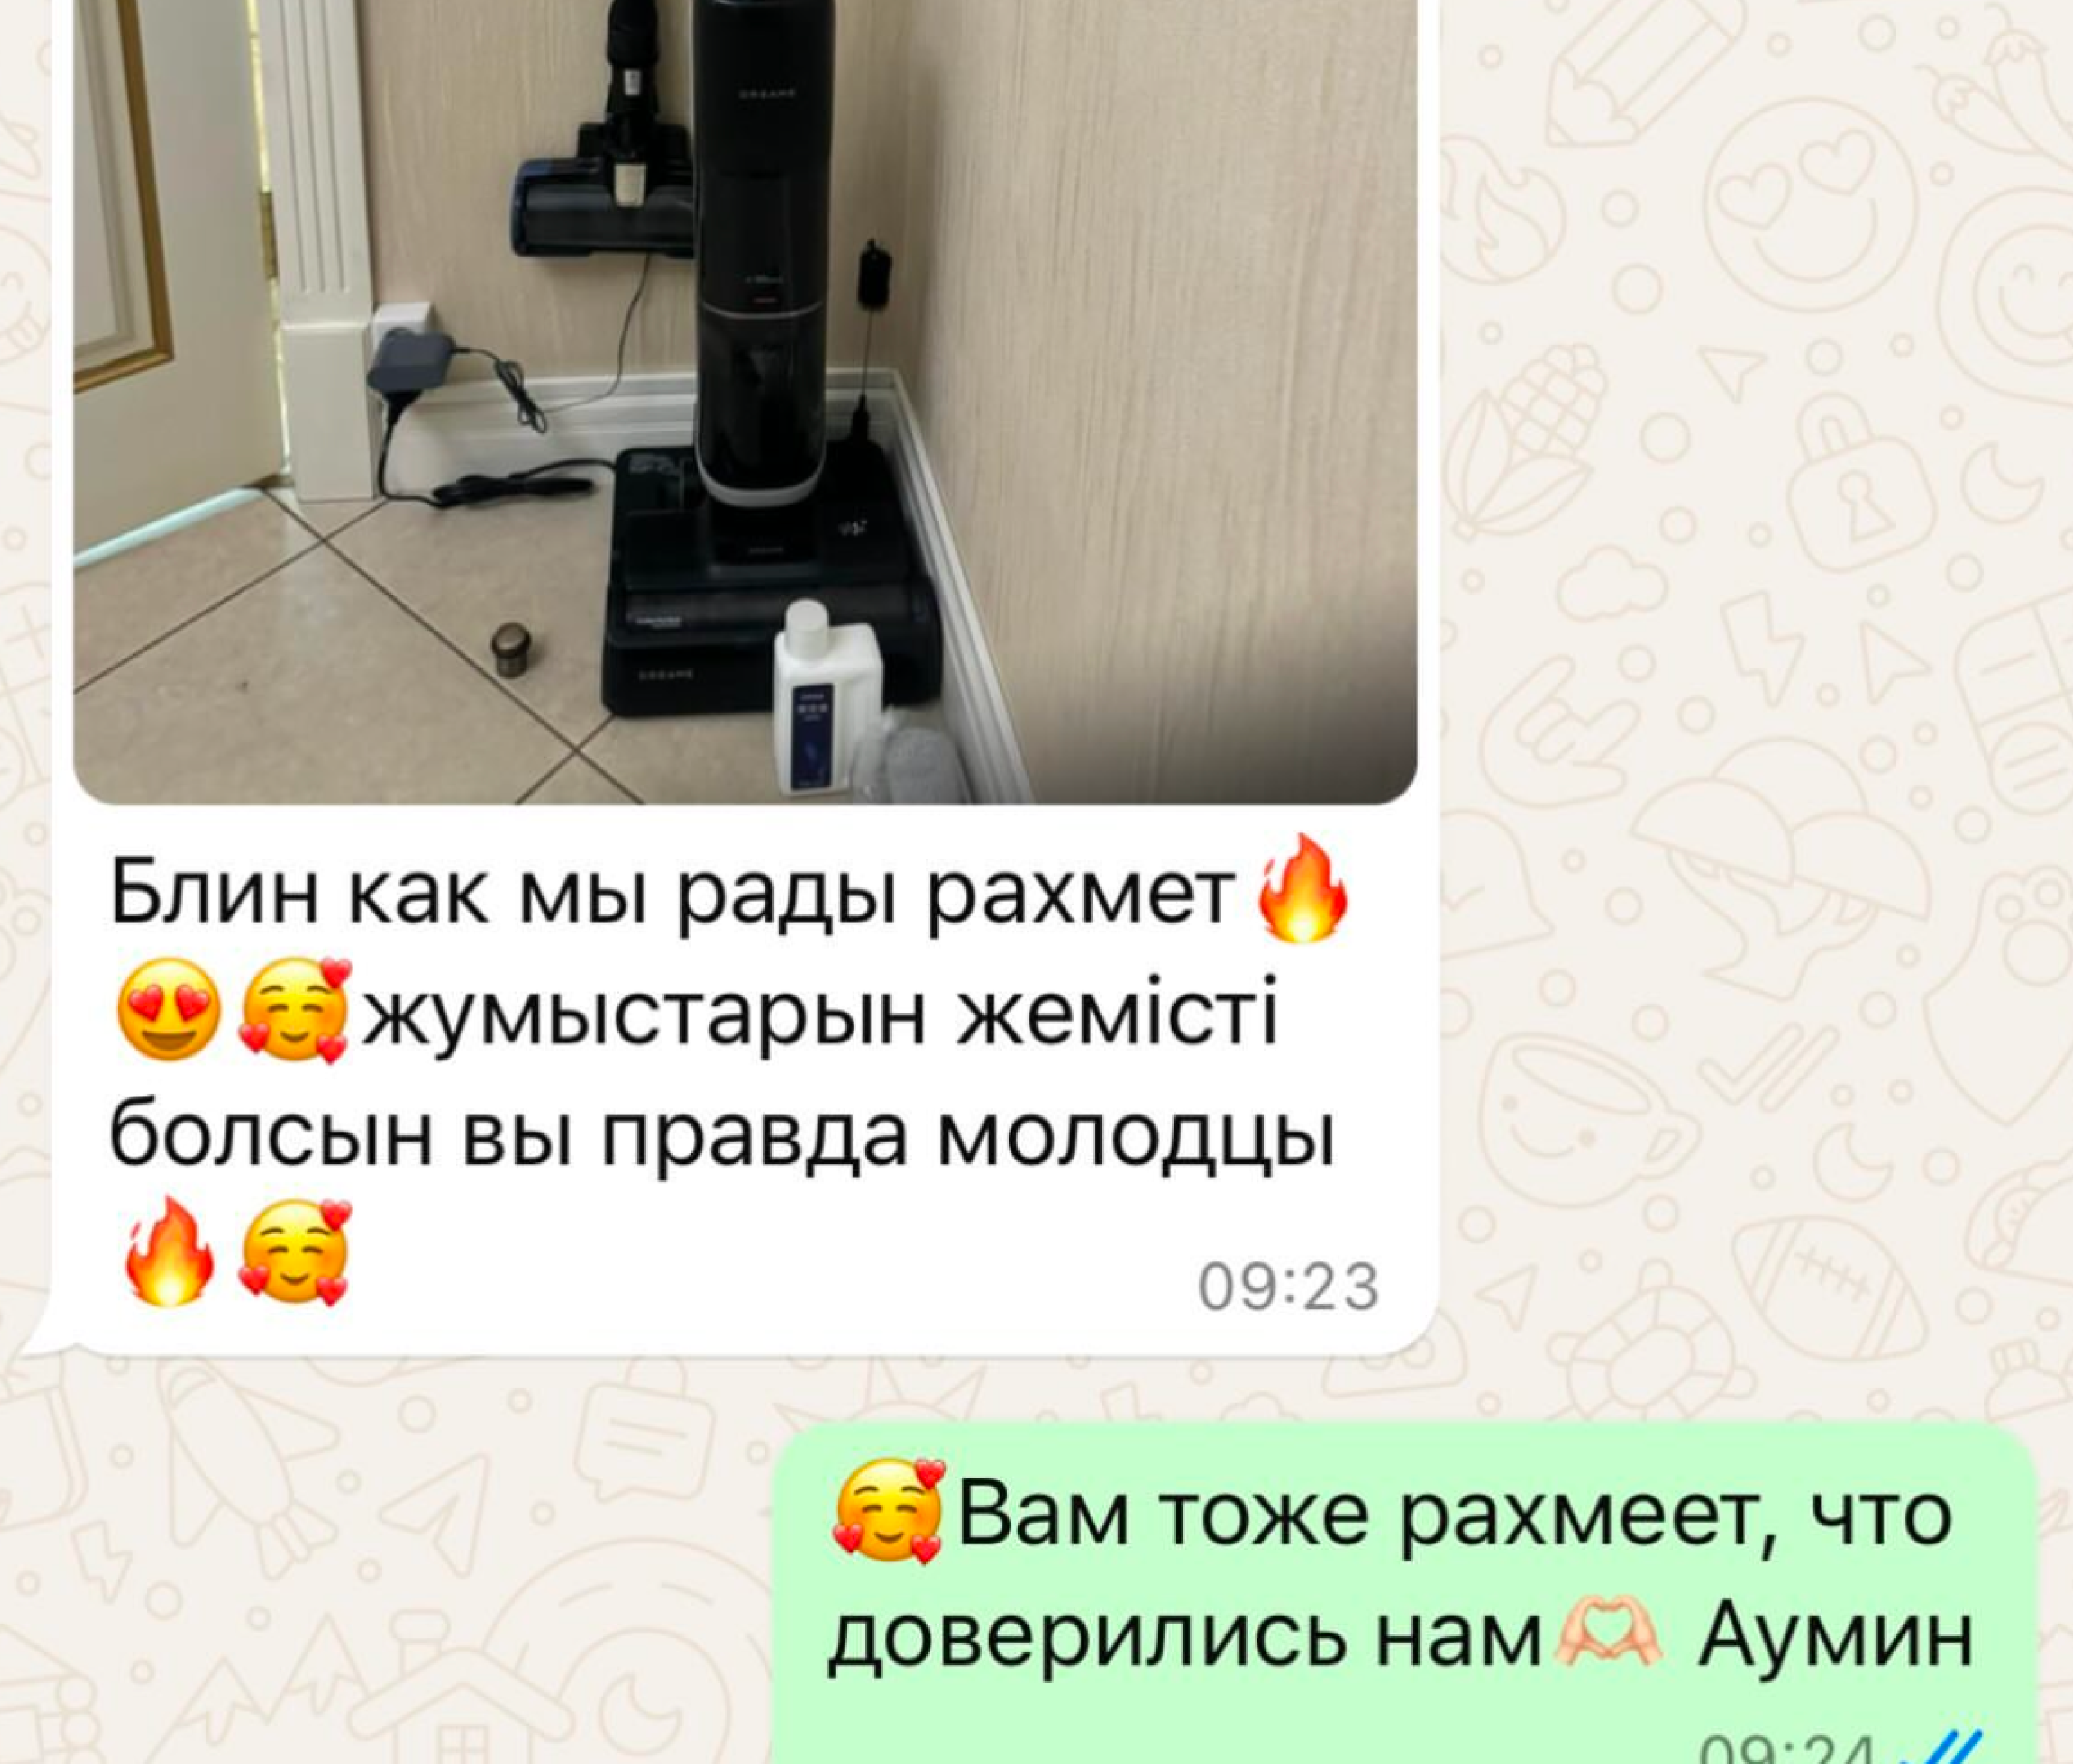 DREAME
DREAME
Блин как мы рады рахмет🔥
😍🥰жумыстарын жемісті
болсын вы правда молодцы
🔥🥰
09:23
🥰Вам тоже рахмеет, что
доверились нам🫶🏻 Аумин
09:24